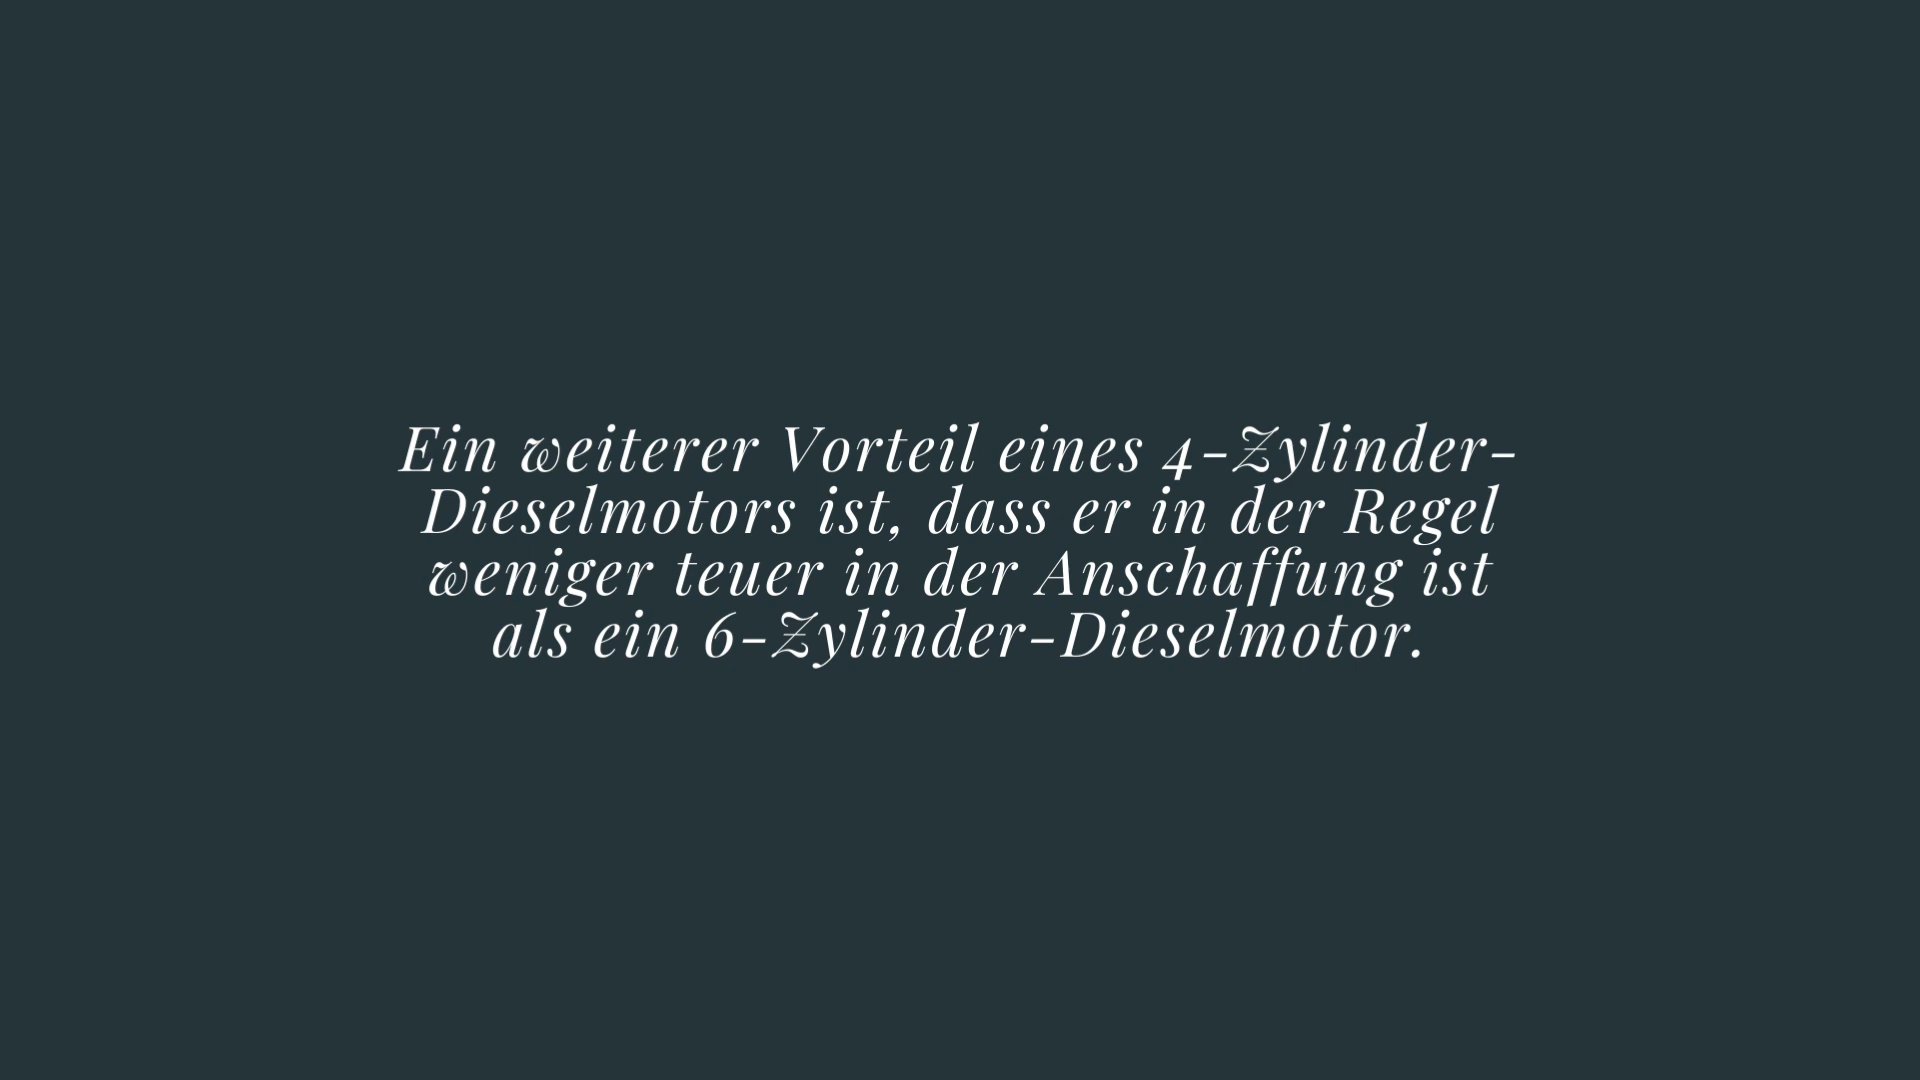 Ein weiterer Vorteil eines 4-Zylinder-
Dieselmotors ist, dass er in der Regel
weniger teuer in der Anschaffung ist
als ein 6-Zylinder-Dieselmotor.